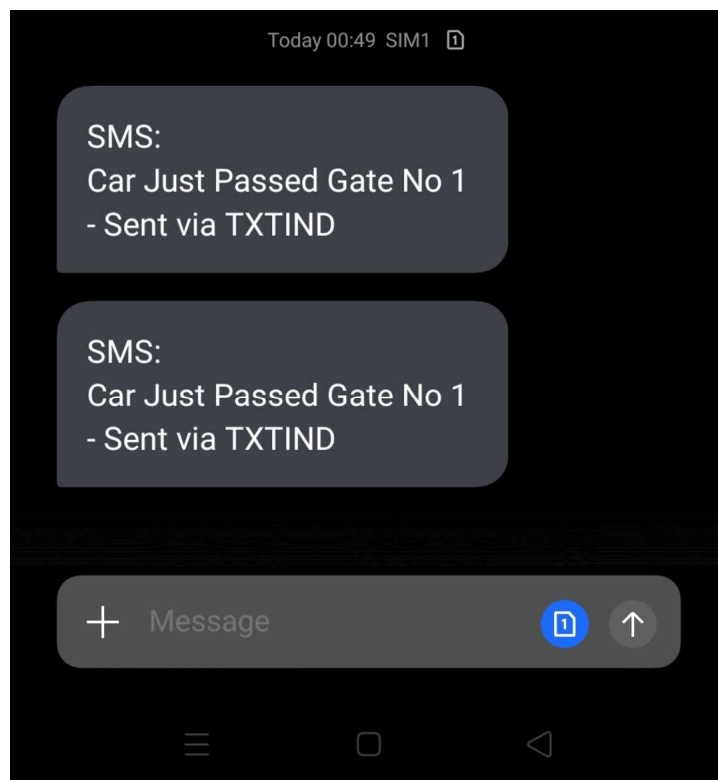 Today 00:49 SIM1 1
SMS:
Car Just Passed Gate No 1
- Sent via TXTIND
SMS:
Car Just Passed Gate No 1
- Sent via TXTIND
Message 1